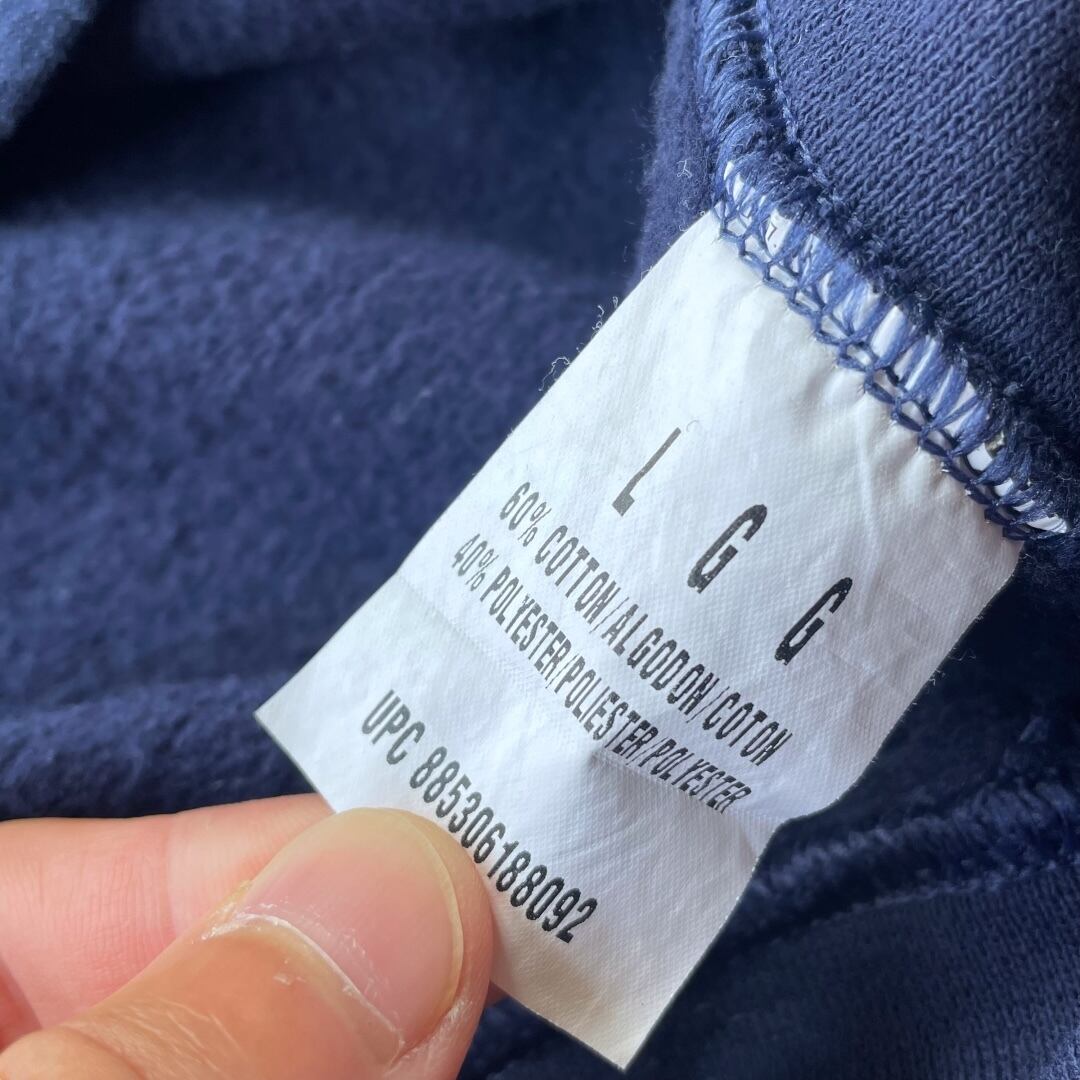 L G G
60% COTTON/ALGODON/COTON
40% POLYESTER/POLIESTER/POLYESTER
UPC 885306188092